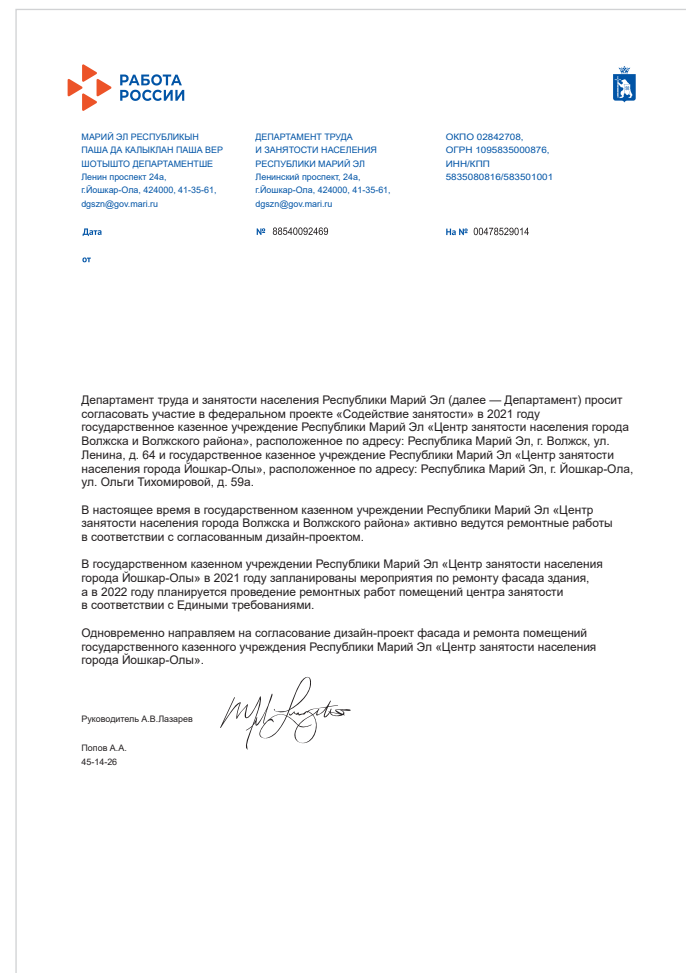 РАБОТА
РОССИИ
МАРИЙ ЭЛ РЕСПУБЛИКЫН
ПАША ДА КАЛЫКЛАН ПАША ВЕР
ШОТЫШТО ДЕПАРТАМЕНТШЕ
Ленин проспект 24а,
г.Йошкар-Ола, 424000, 41-35-61,
dgszn@gov.mari.ru
ДЕПАРТАМЕНТ ТРУДА
И ЗАНЯТОСТИ НАСЕЛЕНИЯ
РЕСПУБЛИКИ МАРИЙ ЭЛ
Ленинский проспект, 24а,
г.Йошкар-Ола, 424000, 41-35-61,
dgszn@gov.mari.ru
ОКПО 02842708,
ОГРН 1095835000876,
ИНН/КПП
5835080816/583501001
Дата
№ 88540092469
На № 00478529014
от
Департамент труда и занятости населения Республики Марий Эл (далее — Департамент) просит
согласовать участие в федеральном проекте «Содействие занятости» в 2021 году
государственное казенное учреждение Республики Марий Эл «Центр занятости населения города
Волжска и Волжского района», расположенное по адресу: Республика Марий Эл, г. Волжск, ул.
Ленина, д. 64 и государственное казенное учреждение Республики Марий Эл «Центр занятости
населения города Йошкар-Олы», расположенное по адресу: Республика Марий Эл, г. Йошкар-Ола,
ул. Ольги Тихомировой, д. 59а.
В настоящее время в государственном казенном учреждении Республики Марий Эл «Центр
занятости населения города Волжска и Волжского района» активно ведутся ремонтные работы
в соответствии с согласованным дизайн-проектом.
В государственном казенном учреждении Республики Марий Эл «Центр занятости населения
города Йошкар-Олы» в 2021 году запланированы мероприятия по ремонту фасада здания,
а в 2022 году планируется проведение ремонтных работ помещений центра занятости
в соответствии с Едиными требованиями.
Одновременно направляем на согласование дизайн-проект фасада и ремонта помещений
государственного казенного учреждения Республики Марий Эл «Центр занятости населения
города Йошкар-Олы».
Руководитель А.В.Лазарев
Попов А.А.
45-14-26